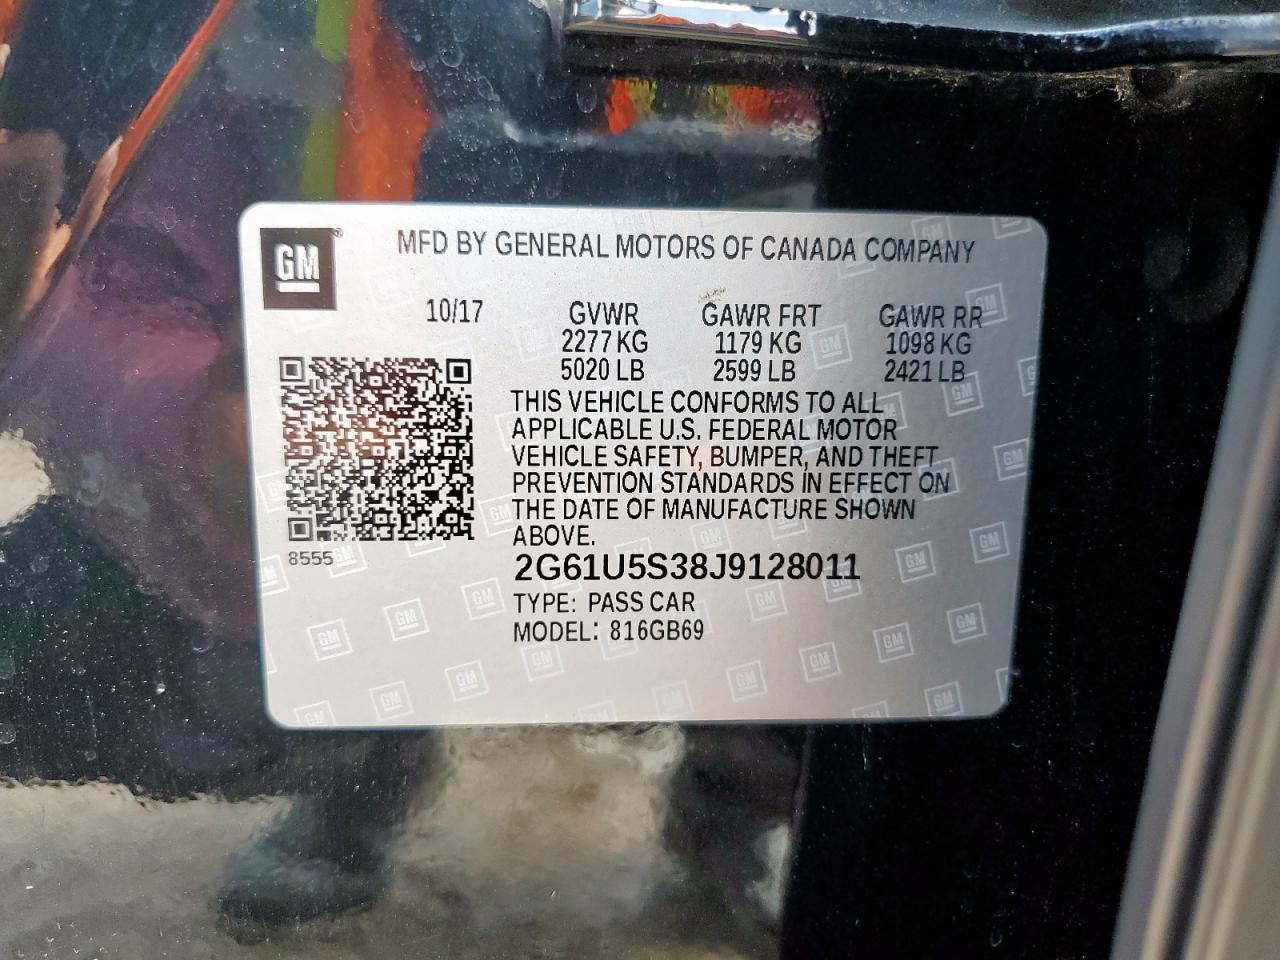 GM
MFD BY GENERAL MOTORS OF CANADA COMPANY
10/17 GVWR GAWR FRT GAWR RR
2277 KG 1179 KG 1098 KG
5020 LB 2599 LB 2421 LB
THIS VEHICLE CONFORMS TO ALL
APPLICABLE U.S. FEDERAL MOTOR
VEHICLE SAFETY, BUMPER, AND THEFT
PREVENTION STANDARDS IN EFFECT ON
THE DATE OF MANUFACTURE SHOWN
ABOVE.
8555
2G61U5S38J9128011
TYPE: PASS CAR
MODEL: 816GB69